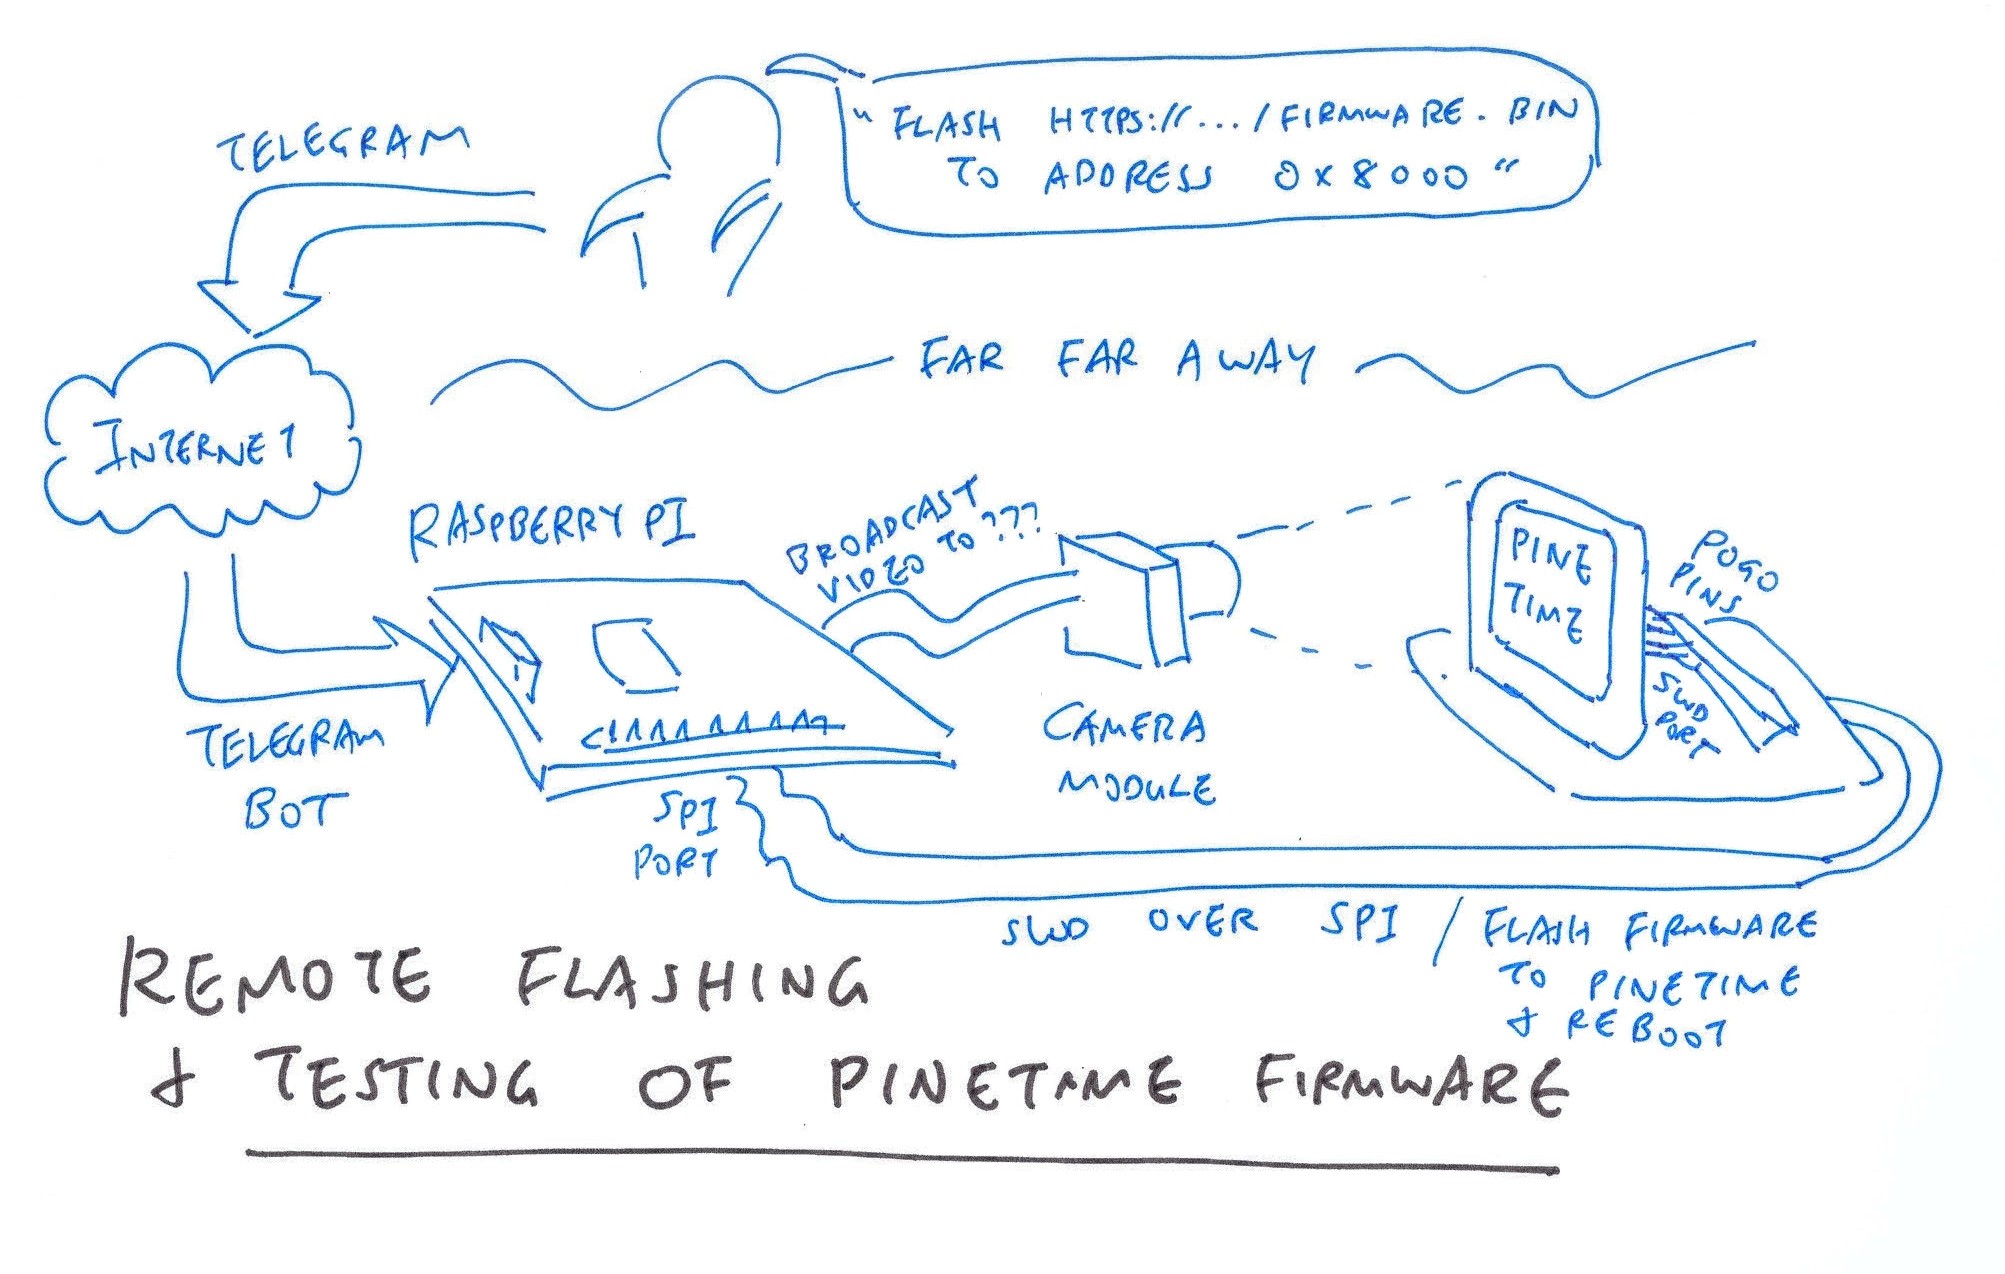 TELEGRAM
"FLASH HTTPS://.../FIRMWARE.BIN
TO ADDRESS 0x8000"
FAR FAR AWAY
INTERNET
RASPBERRY PI
BROADCAST
VIDEO TO ???
PINE
TIME
POGO
PINS
SWD
PORT
TELEGRAM
BOT
CAMERA
MODULE
SPI
PORT
SWD OVER SPI / FLASH FIRMWARE
TO PINETIME
& REBOOT
REMOTE FLASHING
& TESTING OF PINETIME FIRMWARE